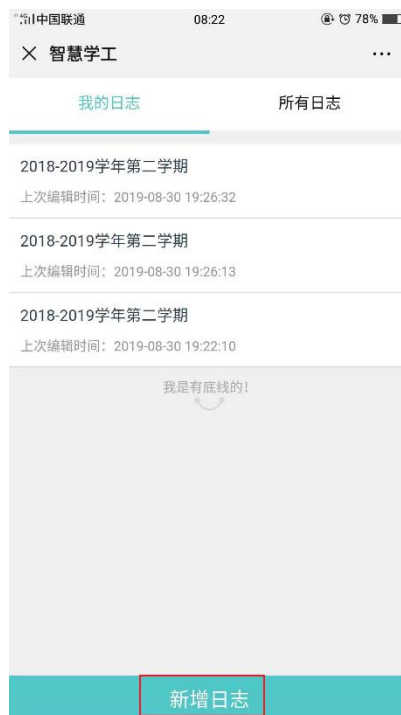 中国联通 08:22 78%
智慧学工
我的日志 所有日志
2018-2019学年第二学期
上次编辑时间：2019-08-30 19:26:32
2018-2019学年第二学期
上次编辑时间：2019-08-30 19:26:13
2018-2019学年第二学期
上次编辑时间：2019-08-30 19:22:10
我是有底线的!
新增日志